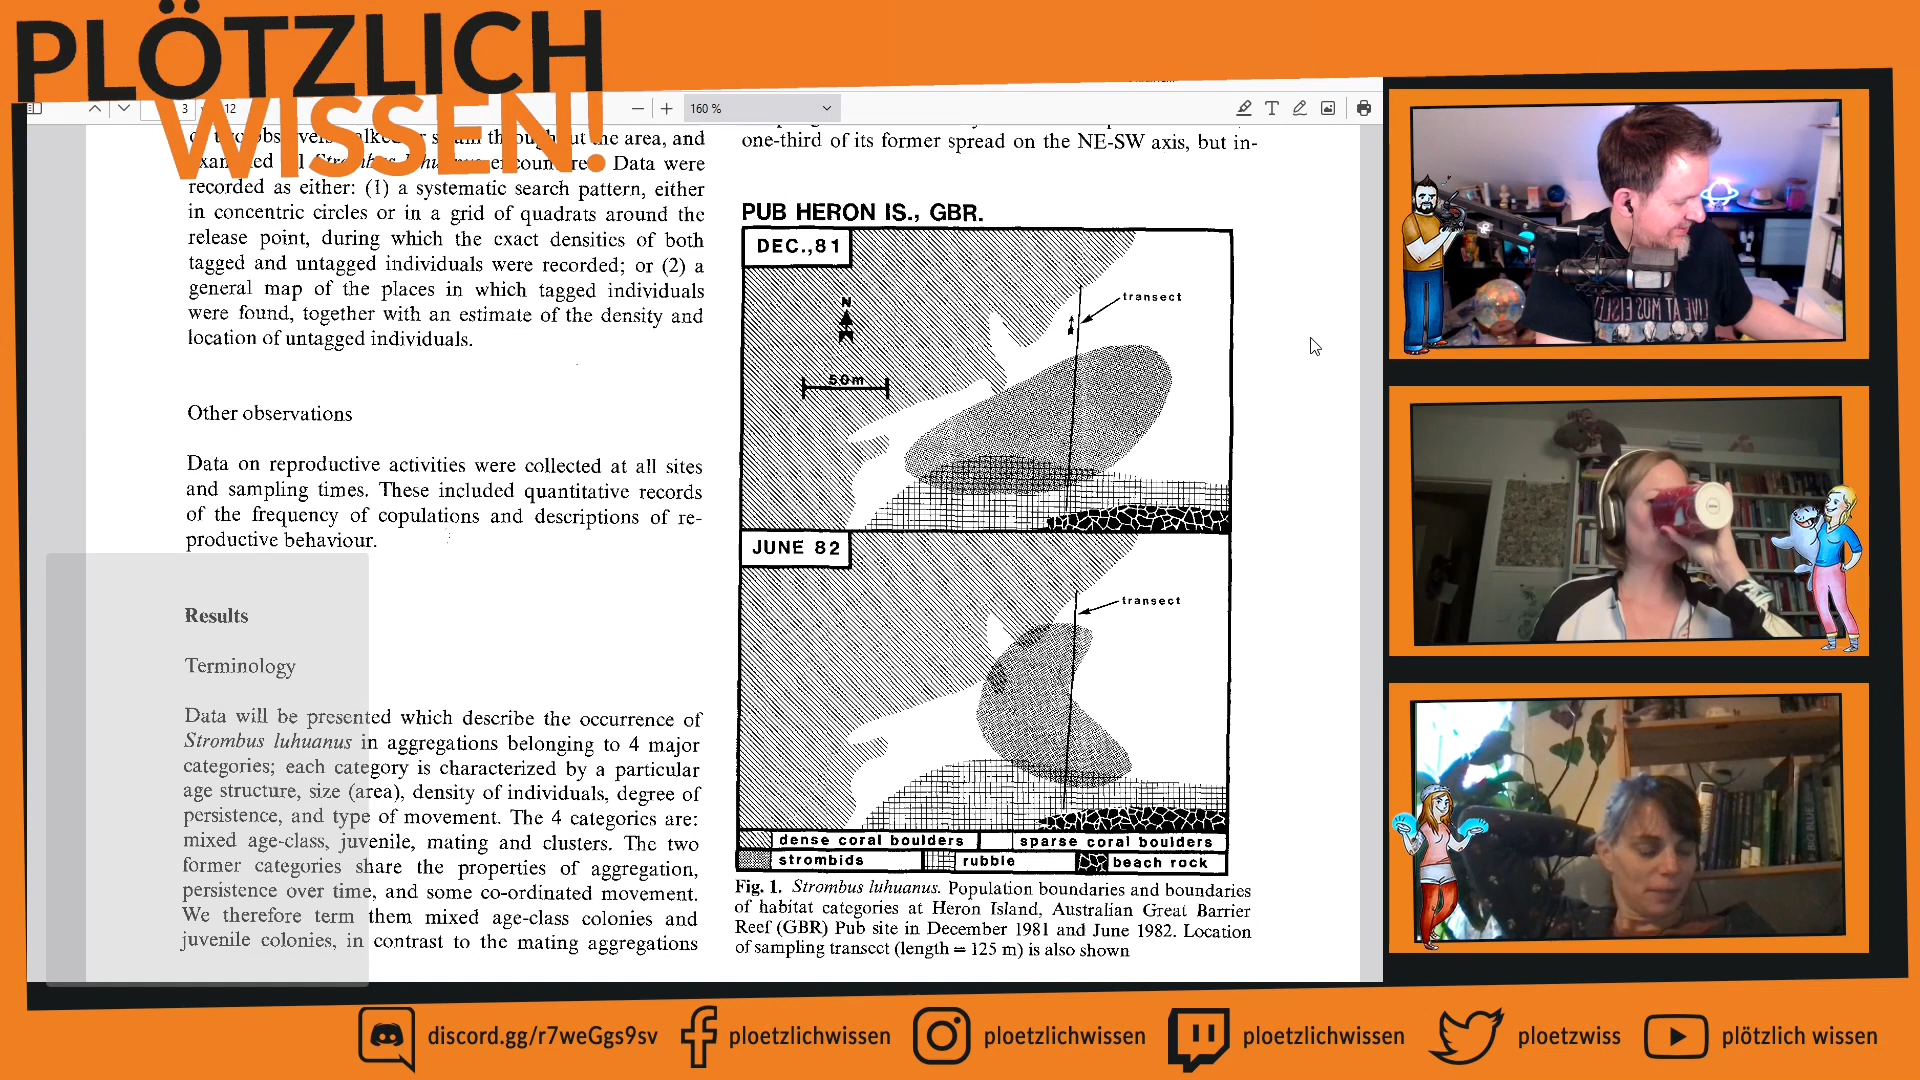 PLÖTZLICH
WISSEN!
3
12
160 %
the area, and
Data were
recorded as either: (1) a systematic search pattern, either
in concentric circles or in a grid of quadrats around the
release point, during which the exact densities of both
tagged and untagged individuals were recorded; or (2) a
general map of the places in which tagged individuals
were found, together with an estimate of the density and
location of untagged individuals.
Other observations
Data on reproductive activities were collected at all sites
and sampling times. These included quantitative records
of the frequency of copulations and descriptions of re-
productive behaviour.
Results
Terminology
Data will be presented which describe the occurrence of
Strombus luhuanus in aggregations belonging to 4 major
categories; each category is characterized by a particular
age structure, size (area), density of individuals, degree of
persistence, and type of movement. The 4 categories are:
mixed age-class, juvenile, mating and clusters. The two
former categories share the properties of aggregation,
persistence over time, and some co-ordinated movement.
We therefore term them mixed age-class colonies and
juvenile colonies, in contrast to the mating aggregations
one-third of its former spread on the NE-SW axis, but in-
PUB HERON IS., GBR.
DEC.,81
N
transect
50m
JUNE 82
transect
dense coral boulders
sparse coral boulders
strombids
rubble
beach rock
Fig. 1. Strombus luhuanus. Population boundaries and boundaries
of habitat categories at Heron Island, Australian Great Barrier
Reef (GBR) Pub site in December 1981 and June 1982. Location
of sampling transect (length = 125 m) is also shown
LIVE AT MOS EISLEY
BIG BLUE
discord.gg/r7weGgs9sv
ploetzlichwissen
ploetzlichwissen
ploetzlichwissen
ploetzwiss
plötzlich wissen